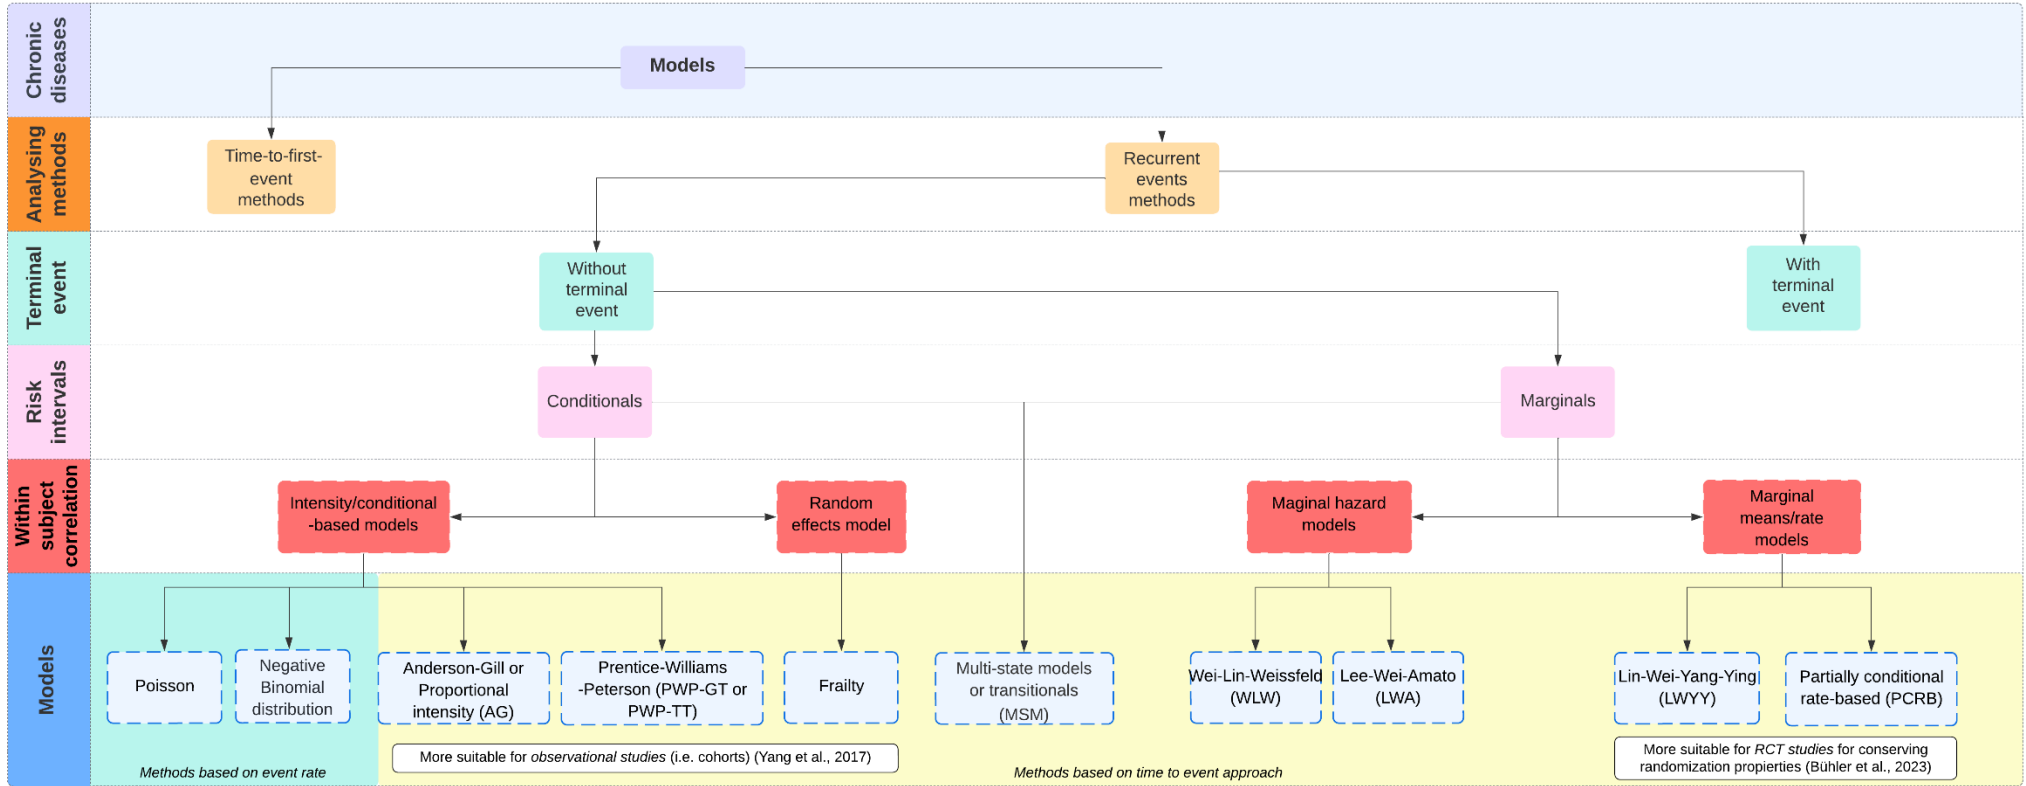 Chronic
diseases
Models
Analysing
methods
Time-to-first-
event
methods
Recurrent
events
methods
Terminal
event
Without
terminal
event
With
terminal
event
Risk
intervals
Conditionals
Marginals
Within
subject
correlation
Intensity/conditional
-based models
Random
effects model
Maginal hazard
models
Marginal
means/rate
models
Models
Poisson
Negative
Binomial
distribution
Anderson-Gill or
Proportional
intensity (AG)
Prentice-Williams
-Peterson (PWP-GT or
PWP-TT)
Frailty
Multi-state models
or transitionals
(MSM)
Wei-Lin-Weissfeld
(WLW)
Lee-Wei-Amato
(LWA)
Lin-Wei-Yang-Ying
(LWYY)
Partially conditional
rate-based (PCRB)
More suitable for observational studies (i.e. cohorts) (Yang et al., 2017)
More suitable for RCT studies for conserving
randomization propierties (Bühler et al., 2023)
Methods based on event rate
Methods based on time to event approach